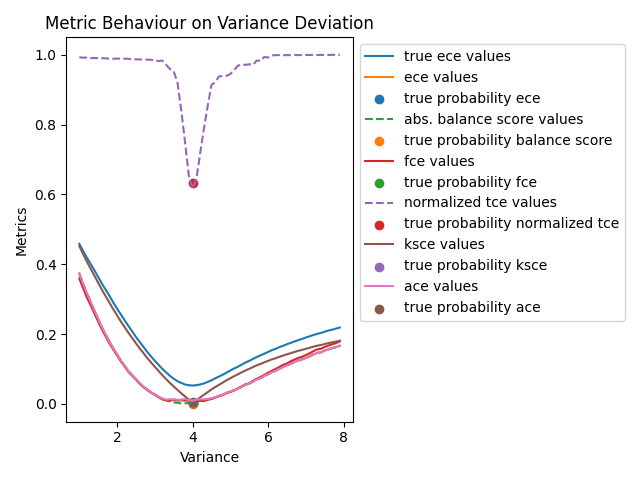 Metric Behaviour on Variance Deviation
1.0
0.8
0.6
0.4
0.2
0.0
Metrics
2
4
6
8
Variance
true ece values
ece values
true probability ece
abs. balance score values
true probability balance score
fce values
true probability fce
normalized tce values
true probability normalized tce
ksce values
true probability ksce
ace values
true probability ace